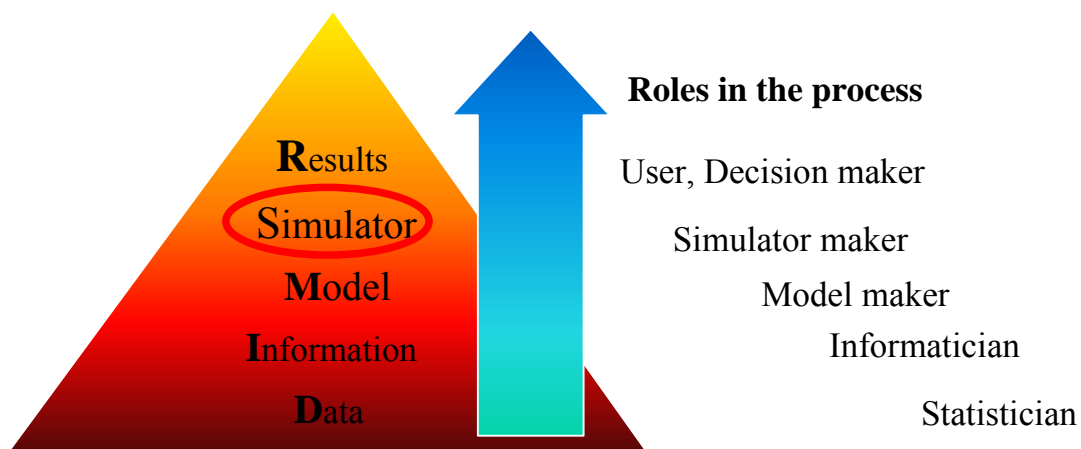 Roles in the process
Results
User, Decision maker
Simulator
Simulator maker
Model
Model maker
Information
Informatician
Data
Statistician